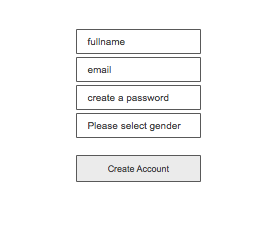 fullname
email
create a password
Please select gender
Create Account